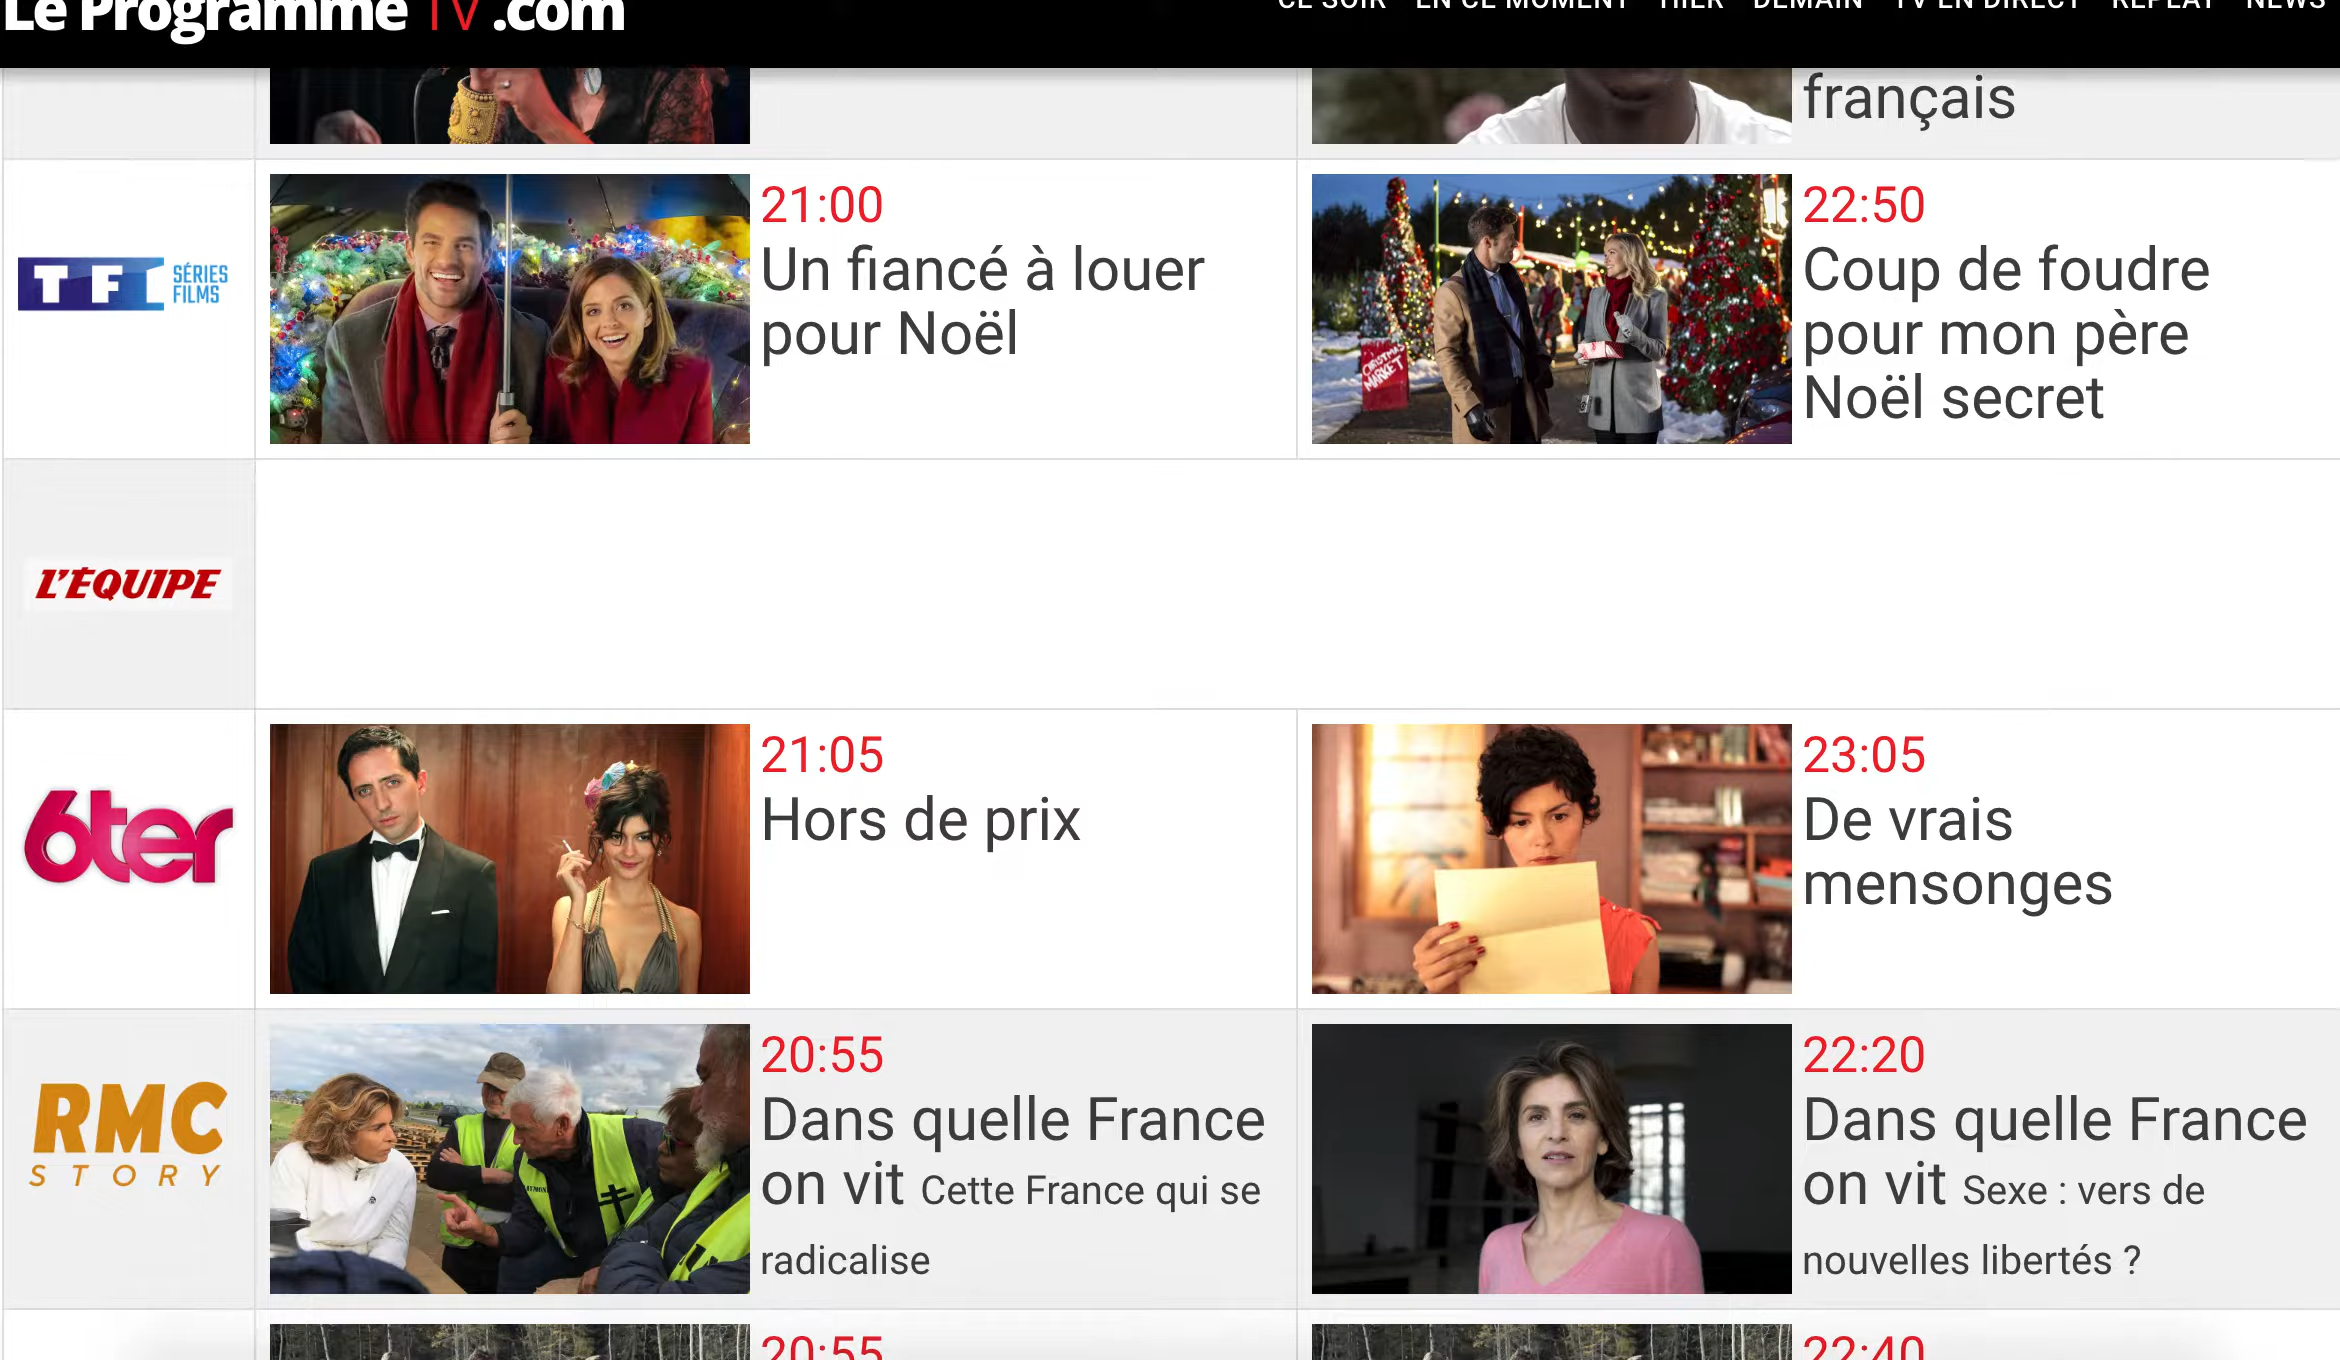 Le Programme TV.com
CE SOIR EN CE MOMENT HIER DEMAIN TV EN DIRECT REPLAY NEWS
français
TF1 SÉRIES
FILMS
21:00
Un fiancé à louer
pour Noël
CHRISTMAS
MARKET
22:50
Coup de foudre
pour mon père
Noël secret
L'ÉQUIPE
6ter
21:05
Hors de prix
23:05
De vrais
mensonges
RMC
STORY
20:55
Dans quelle France
on vit Cette France qui se
radicalise
22:20
Dans quelle France
on vit Sexe : vers de
nouvelles libertés ?
20:55
22:40